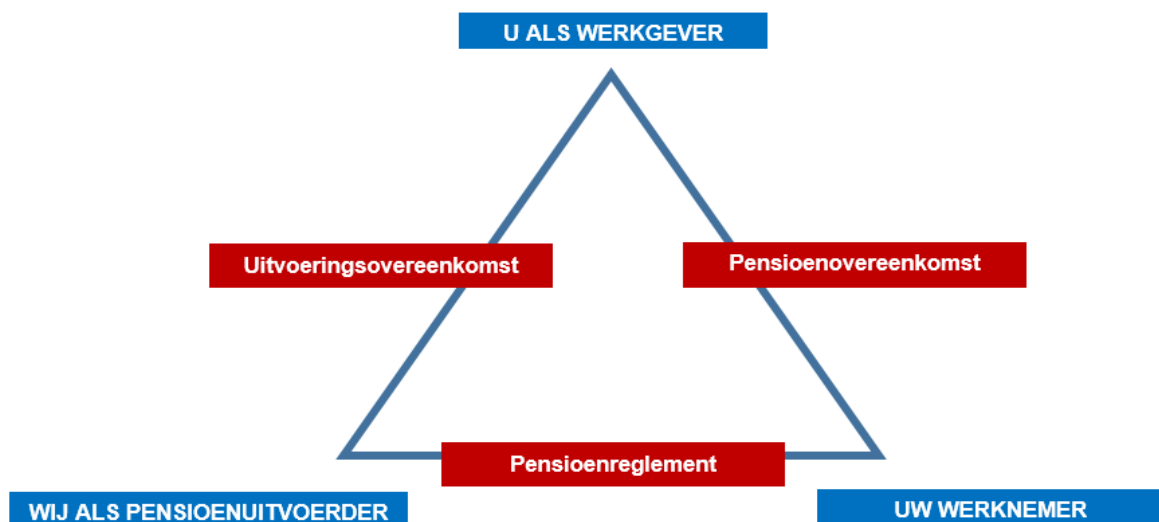 U ALS WERKGEVER
Uitvoeringsovereenkomst
Pensioenovereenkomst
Pensioenreglement
WIJ ALS PENSIOENUITVOERDER
UW WERKNEMER